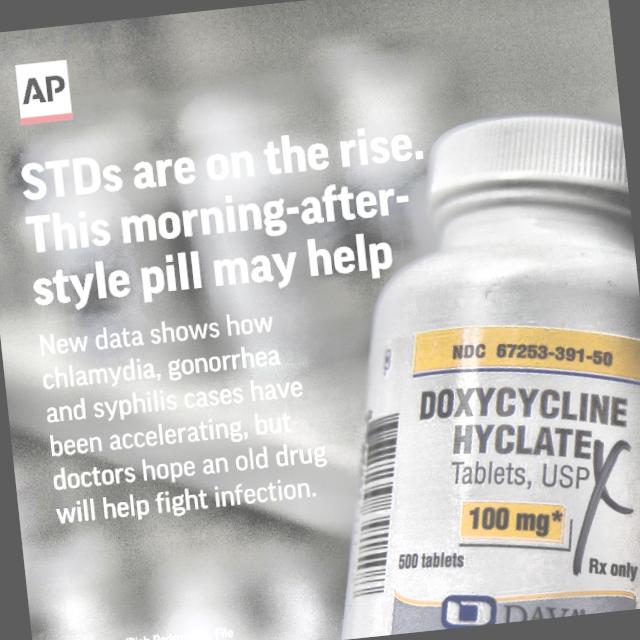 AP
STDs are on the rise.
This morning-after-
style pill may help
New data shows how
chlamydia, gonorrhea
and syphilis cases have
been accelerating, but
doctors hope an old drug
will help fight infection.
NDC 67253-391-50
DOXYCYCLINE
HYCLATE
Tablets, USP
100 mg*
500 tablets
Rx only
File